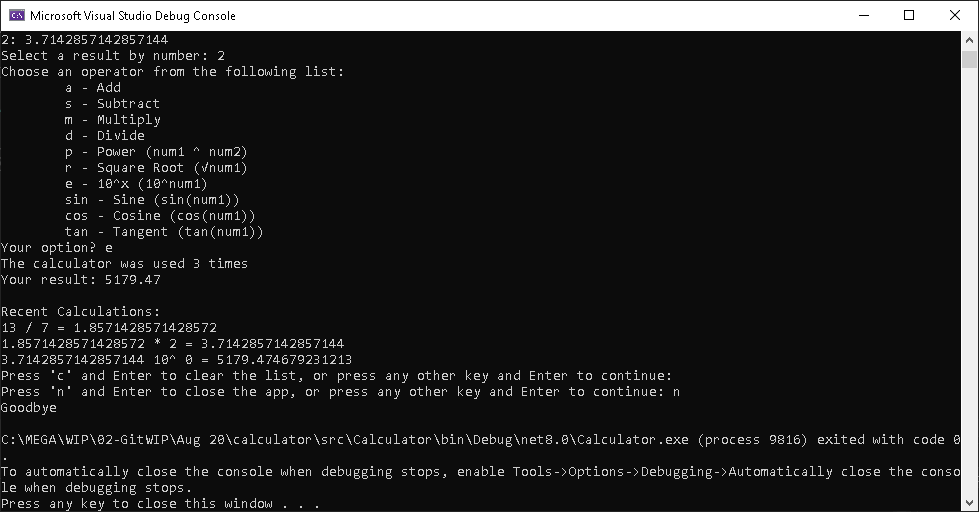 Microsoft Visual Studio Debug Console
2: 3.7142857142857144
Select a result by number: 2
Choose an operator from the following list:
a - Add
s - Subtract
m - Multiply
d - Divide
p - Power (num1 ^ num2)
r - Square Root (√num1)
e - 10^x (10^num1)
sin - Sine (sin(num1))
cos - Cosine (cos(num1))
tan - Tangent (tan(num1))
Your option? e
The calculator was used 3 times
Your result: 5179.47
Recent Calculations:
13 / 7 = 1.8571428571428572
1.8571428571428572 * 2 = 3.7142857142857144
3.7142857142857144 10^ 0 = 5179.474679231213
Press 'c' and Enter to clear the list, or press any other key and Enter to continue:
Press 'n' and Enter to close the app, or press any other key and Enter to continue: n
Goodbye
C:\MEGA\WIP\02-GitWIP\Aug 20\calculator\src\Calculator\bin\Debug\net8.0\Calculator.exe (process 9816) exited with code 0
.
To automatically close the console when debugging stops, enable Tools->Options->Debugging->Automatically close the conso
le when debugging stops.
Press any key to close this window . . .